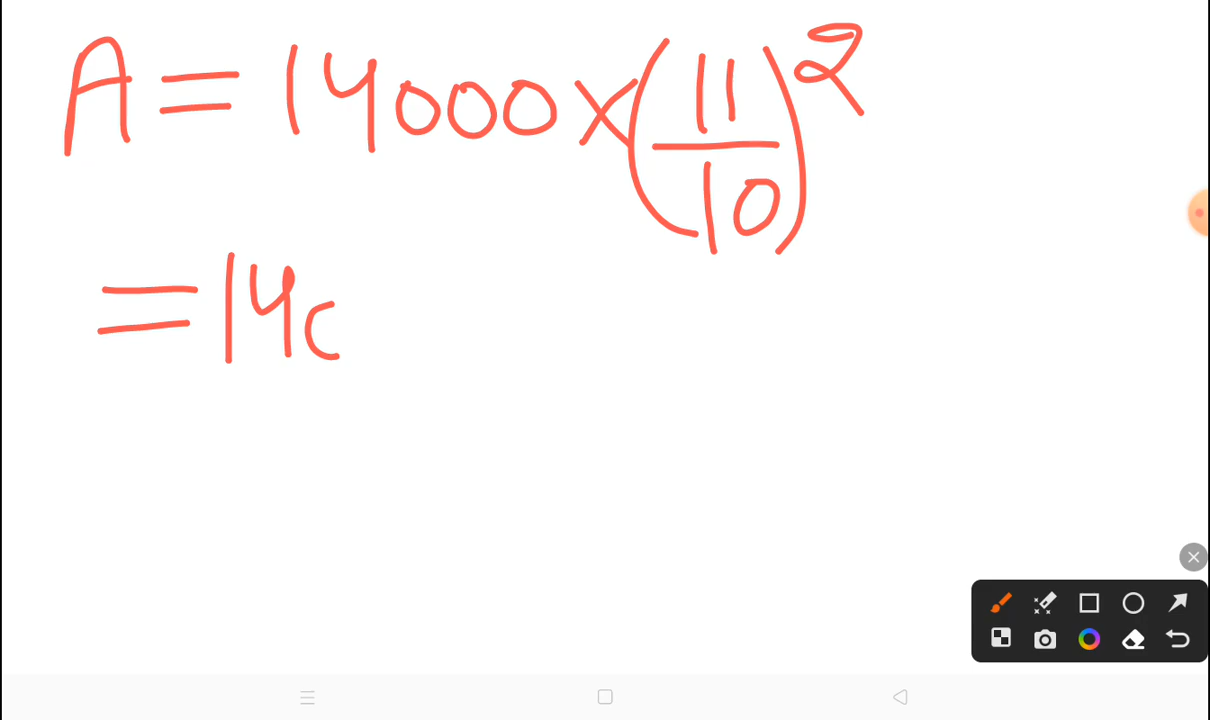 A = 14000 × (11/10)²
= 14c